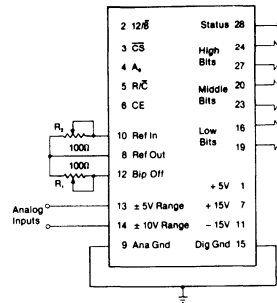 2 12/8̅ Status 28
3 C̅S̅ High 24
Bits
4 Aₒ 27
5 R/C̅ Middle 20
Bits
6 CE 23
R₂
100Ω
10 Ref In Low 16
Bits
8 Ref Out 19
100Ω
R₁
12 Bip Off
+5V 1
Analog
Inputs
13 ± 5V Range +15V 7
14 ± 10V Range −15V 11
9 Ana Gnd Dig Gnd 15